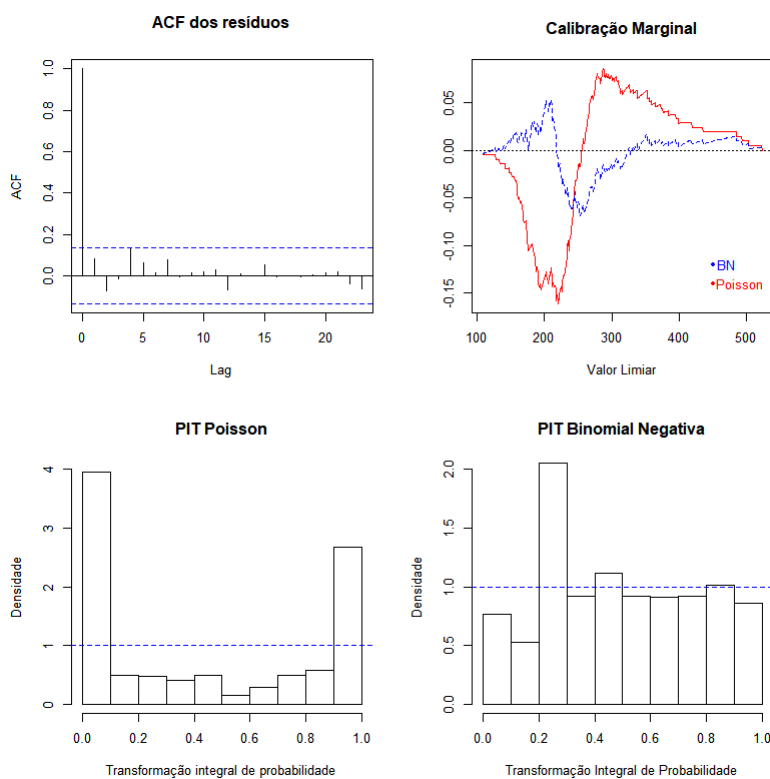 ACF dos resíduos
ACF
0.0 0.2 0.4 0.6 0.8 1.0
0 5 10 15 20
Lag
Calibração Marginal
-0.15 -0.10 -0.05 0.00 0.05
BN
Poisson
100 200 300 400 500
Valor Limiar
PIT Poisson
Densidade
0 1 2 3 4
0.0 0.2 0.4 0.6 0.8 1.0
Transformação integral de probabilidade
PIT Binomial Negativa
Densidade
0.0 0.5 1.0 1.5 2.0
0.0 0.2 0.4 0.6 0.8 1.0
Transformação Integral de Probabilidade